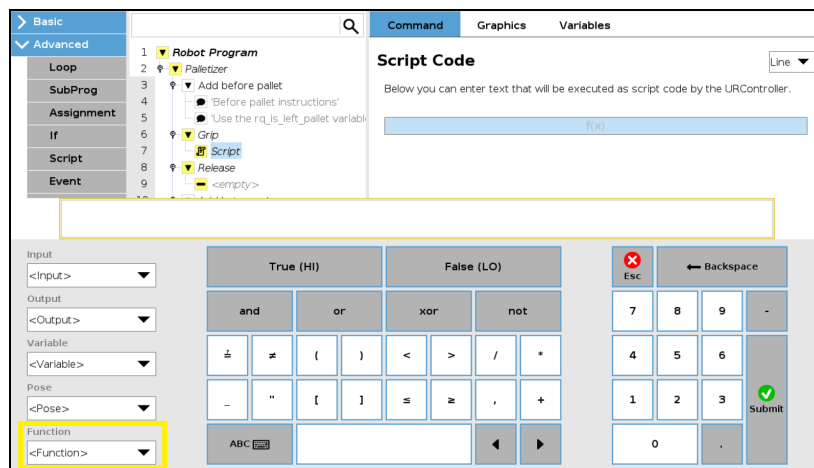 Basic
Advanced
Loop
SubProg
Assignment
If
Script
Event
1 Robot Program
2 Palletizer
3 Add before pallet
4 'Before pallet instructions'
5 'Use the rq_is_left_pallet variabl
6 Grip
7 Script
8 Release
9 <empty>
Command Graphics Variables
Script Code
Line
Below you can enter text that will be executed as script code by the URController.
f(x)
Input
<Input>
Output
<Output>
Variable
<Variable>
Pose
<Pose>
Function
<Function>
True (HI) False (LO)
and or xor not
≟ ≠ ( ) < > / *
_ " [ ] ≤ ≥ , +
ABC
Esc Backspace
7 8 9 -
4 5 6
1 2 3 Submit
0 .